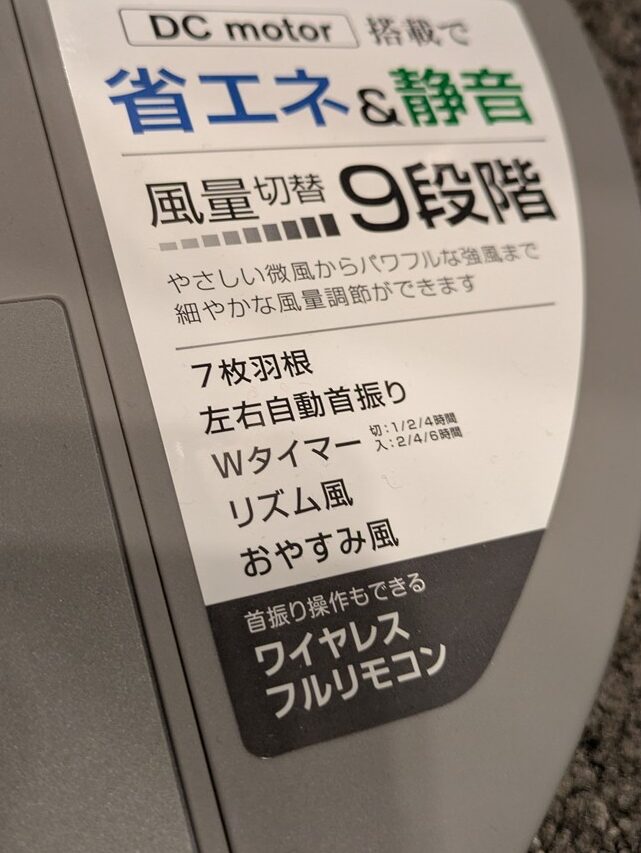 DC motor 搭載で
省エネ&静音
風量切替 9段階
やさしい微風からパワフルな強風まで
細やかな風量調節ができます
7枚羽根
左右自動首振り
Wタイマー 切:1/2/4時間
入:2/4/6時間
リズム風
おやすみ風
首振り操作もできる
ワイヤレス
フルリモコン